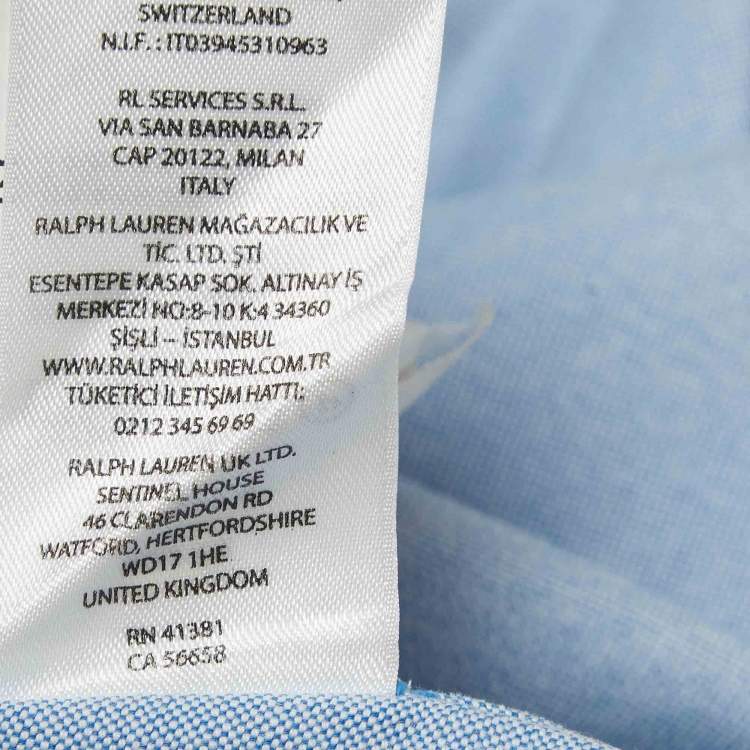 SWITZERLAND
N.I.F.: IT03945310963
RL SERVICES S.R.L.
VIA SAN BARNABA 27
CAP 20122, MILAN
ITALY
RALPH LAUREN MAĞAZACILIK VE
TİC. LTD. ŞTİ
ESENTEPE KASAP SOK. ALTINAY İŞ
MERKEZİ NO:8-10 K:4 34360
ŞİŞLİ – İSTANBUL
WWW.RALPHLAUREN.COM.TR
TÜKETİCİ İLETİŞİM HATTI:
0212 345 69 69
RALPH LAUREN UK LTD.
SENTINEL HOUSE
46 CLARENDON RD
WATFORD, HERTFORDSHIRE
WD17 1HE
UNITED KINGDOM
RN 41381
CA 56658